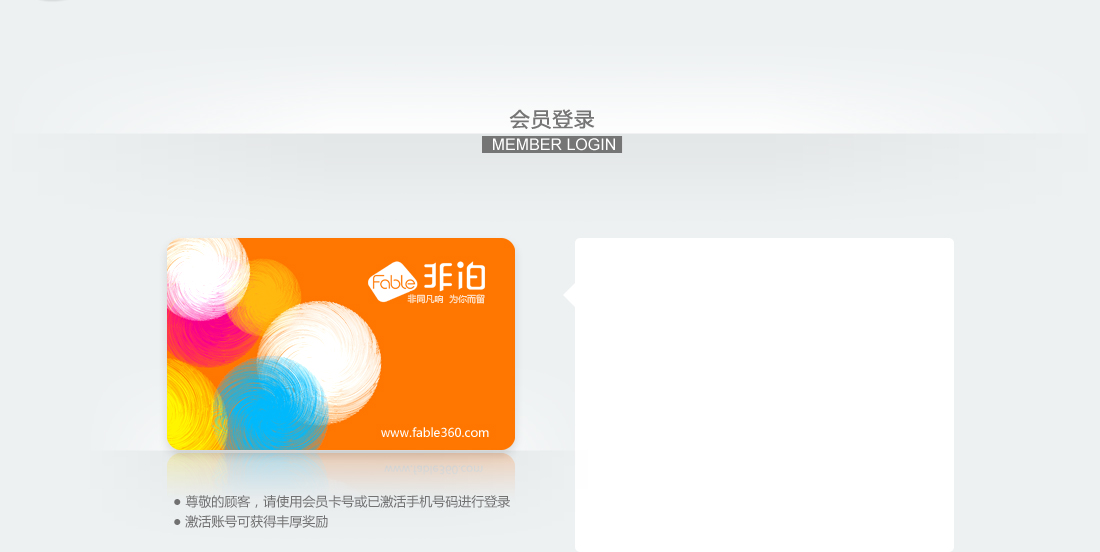 会员登录
MEMBER LOGIN
Fable 非泊
非同凡响 为你而留
www.fable360.com
● 尊敬的顾客，请使用会员卡号或已激活手机号码进行登录
● 激活账号可获得丰厚奖励